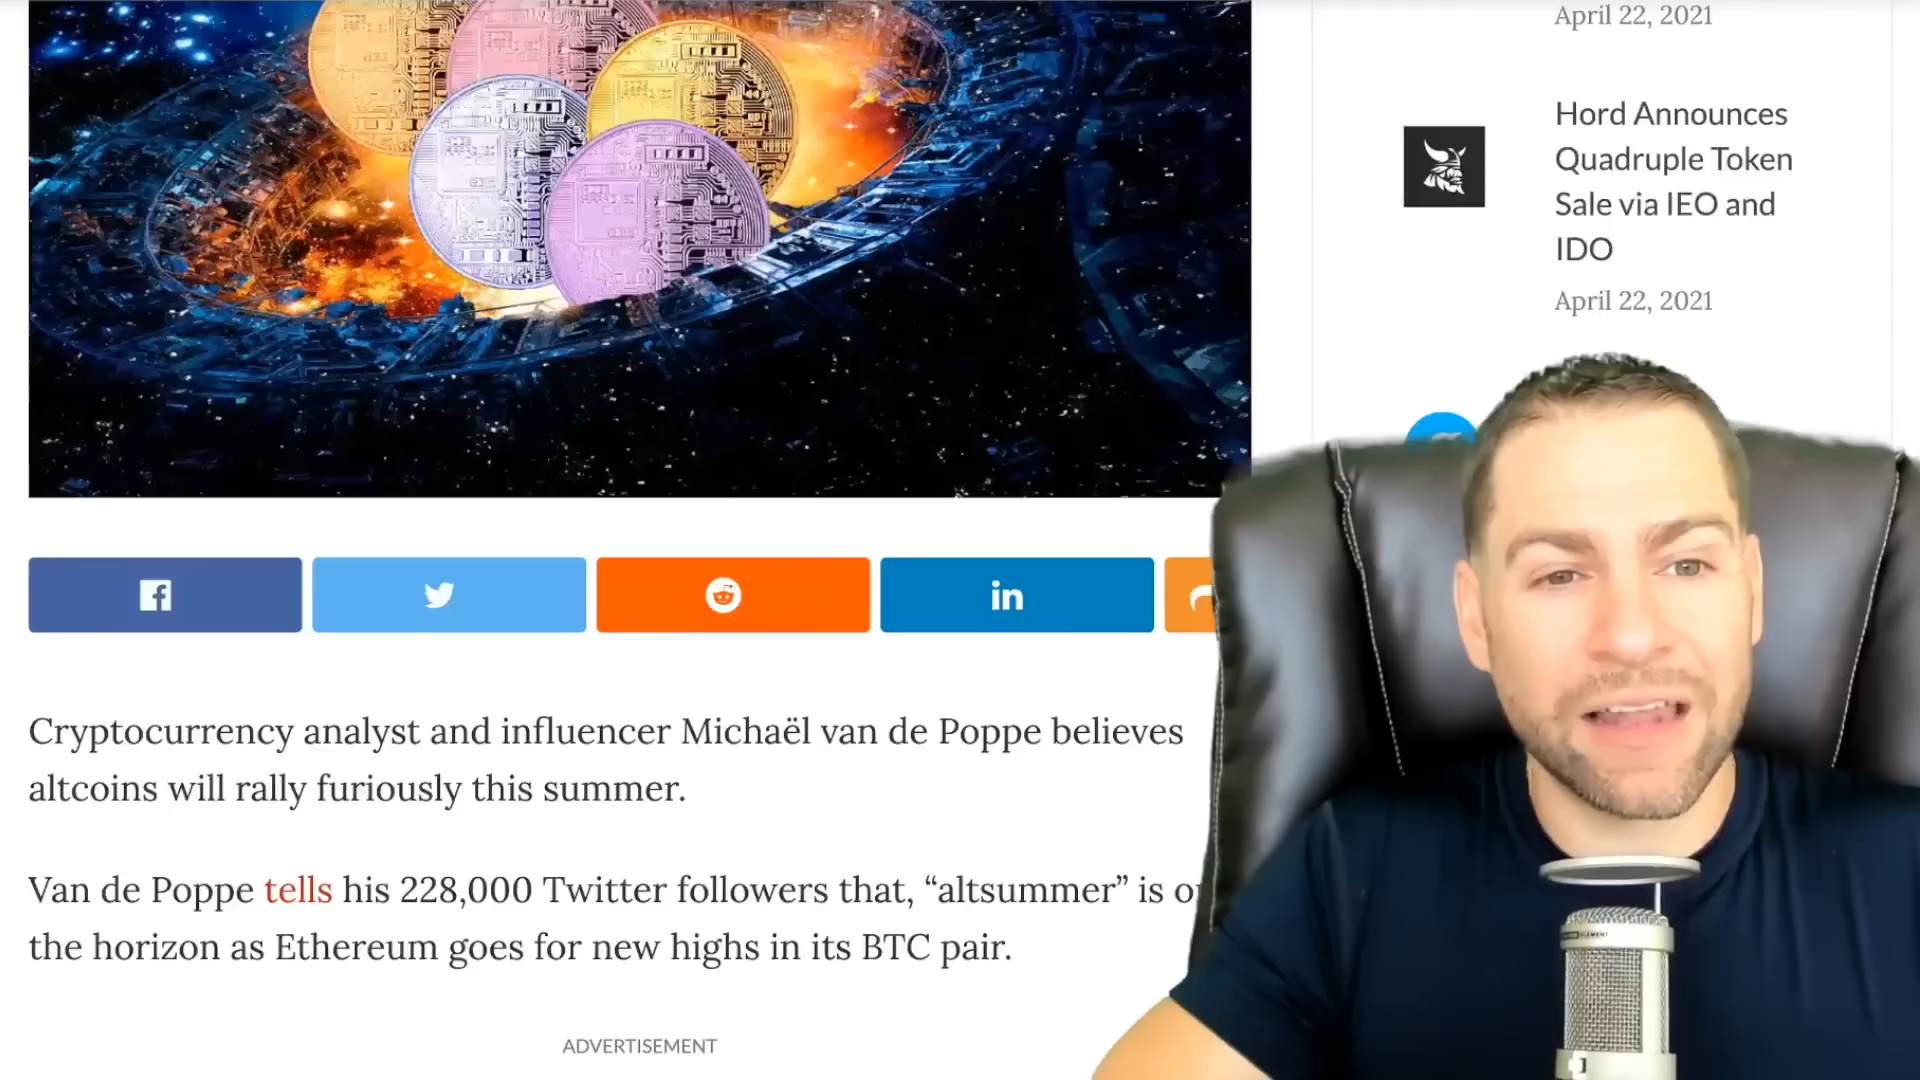 April 22, 2021
Hord Announces
Quadruple Token
Sale via IEO and
IDO
April 22, 2021
in
Cryptocurrency analyst and influencer Michaël van de Poppe believes
altcoins will rally furiously this summer.
Van de Poppe tells his 228,000 Twitter followers that, “altsummer” is
the horizon as Ethereum goes for new highs in its BTC pair.
ADVERTISEMENT